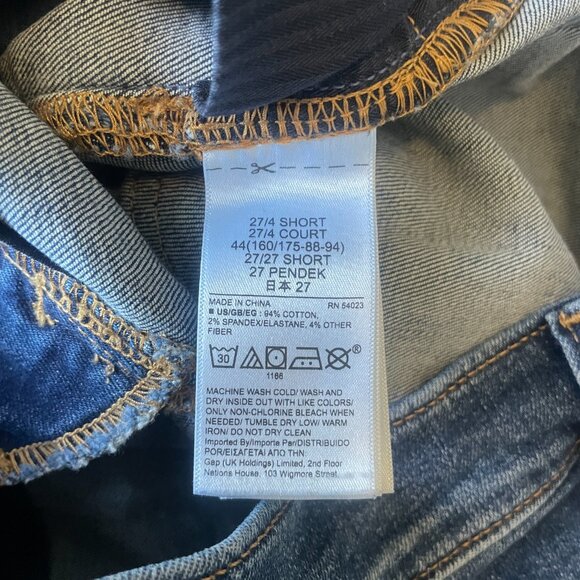 27/4 SHORT
27/4 COURT
44(160/175-88-94)
27/27 SHORT
27 PENDEK
日本 27
MADE IN CHINA RN 54023
■ US/GB/EG : 94% COTTON,
2% SPANDEX/ELASTANE, 4% OTHER
FIBER
30
1166
MACHINE WASH COLD/ WASH AND
DRY INSIDE OUT WITH LIKE COLORS/
ONLY NON-CHLORINE BLEACH WHEN
NEEDED/ TUMBLE DRY LOW/ WARM
IRON/ DO NOT DRY CLEAN
Imported By/Importe Par/DISTRIBUIDO
POR/ΕΙΣΑΓΕΤΑΙ ΑΠΟ ΤΗΝ:
Gap (UK Holdings) Limited, 2nd Floor
Nations House, 103 Wigmore Street,